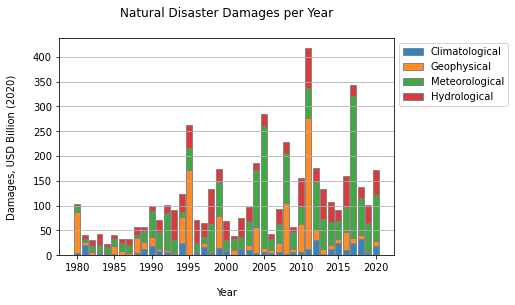 Natural Disaster Damages per Year
Damages, USD Billion (2020)
400
350
300
250
200
150
100
50
0
1980 1985 1990 1995 2000 2005 2010 2015 2020
Year
Climatological
Geophysical
Meteorological
Hydrological